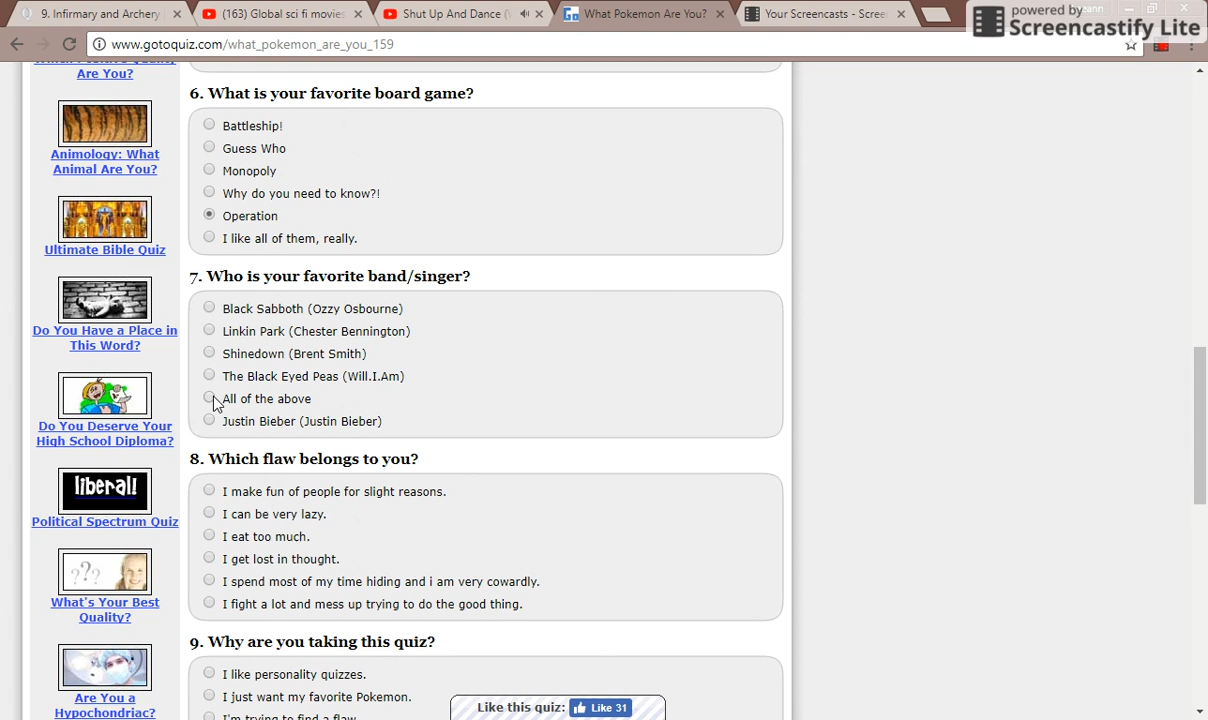 9. Infirmary and Archery
(163) Global sci fi movies
Shut Up And Dance (
What Pokemon Are You?
Your Screencasts - Scree
powered by
Screencastify Lite
www.gotoquiz.com/what_pokemon_are_you_159
Are You?
Animology: What
Animal Are You?
Ultimate Bible Quiz
Do You Have a Place in
This Word?
Do You Deserve Your
High School Diploma?
liberal!
Political Spectrum Quiz
???
What's Your Best
Quality?
Are You a
Hypochondriac?
6. What is your favorite board game?
Battleship!
Guess Who
Monopoly
Why do you need to know?!
Operation
I like all of them, really.
7. Who is your favorite band/singer?
Black Sabboth (Ozzy Osbourne)
Linkin Park (Chester Bennington)
Shinedown (Brent Smith)
The Black Eyed Peas (Will.I.Am)
All of the above
Justin Bieber (Justin Bieber)
8. Which flaw belongs to you?
I make fun of people for slight reasons.
I can be very lazy.
I eat too much.
I get lost in thought.
I spend most of my time hiding and i am very cowardly.
I fight a lot and mess up trying to do the good thing.
9. Why are you taking this quiz?
I like personality quizzes.
I just want my favorite Pokemon.
I'm trying to find a flaw
Like this quiz: Like 31